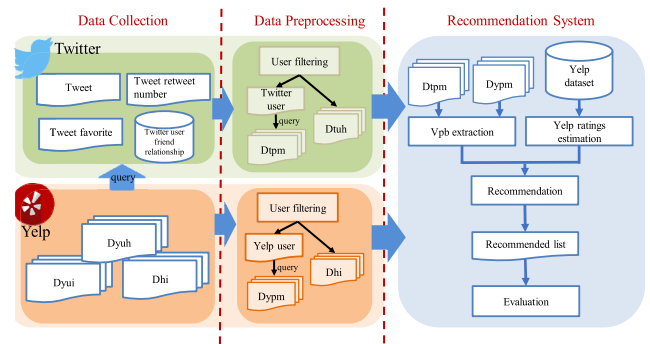 Data Collection
Data Preprocessing
Recommendation System
Twitter
Tweet
Tweet retweet
number
Tweet favorite
Twitter user
friend
relationship
User filtering
Twitter
user
query
Dtpm
Dtuh
query
Yelp
Dyuh
Dyui
Dhi
User filtering
Yelp user
query
Dypm
Dhi
Dtpm
Dypm
Yelp
dataset
Vpb extraction
Yelp ratings
estimation
Recommendation
Recommended list
Evaluation